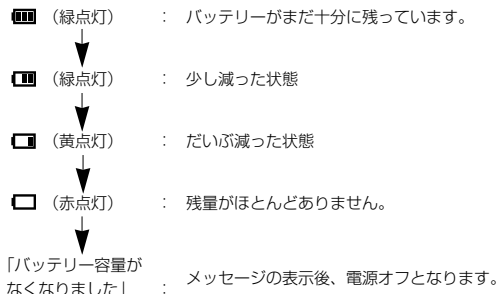 （緑点灯） ： バッテリーがまだ十分に残っています。
（緑点灯） ： 少し減った状態
（黄点灯） ： だいぶ減った状態
（赤点灯） ： 残量がほとんどありません。
「バッテリー容量が
なくなりました」 ： メッセージの表示後、電源オフとなります。